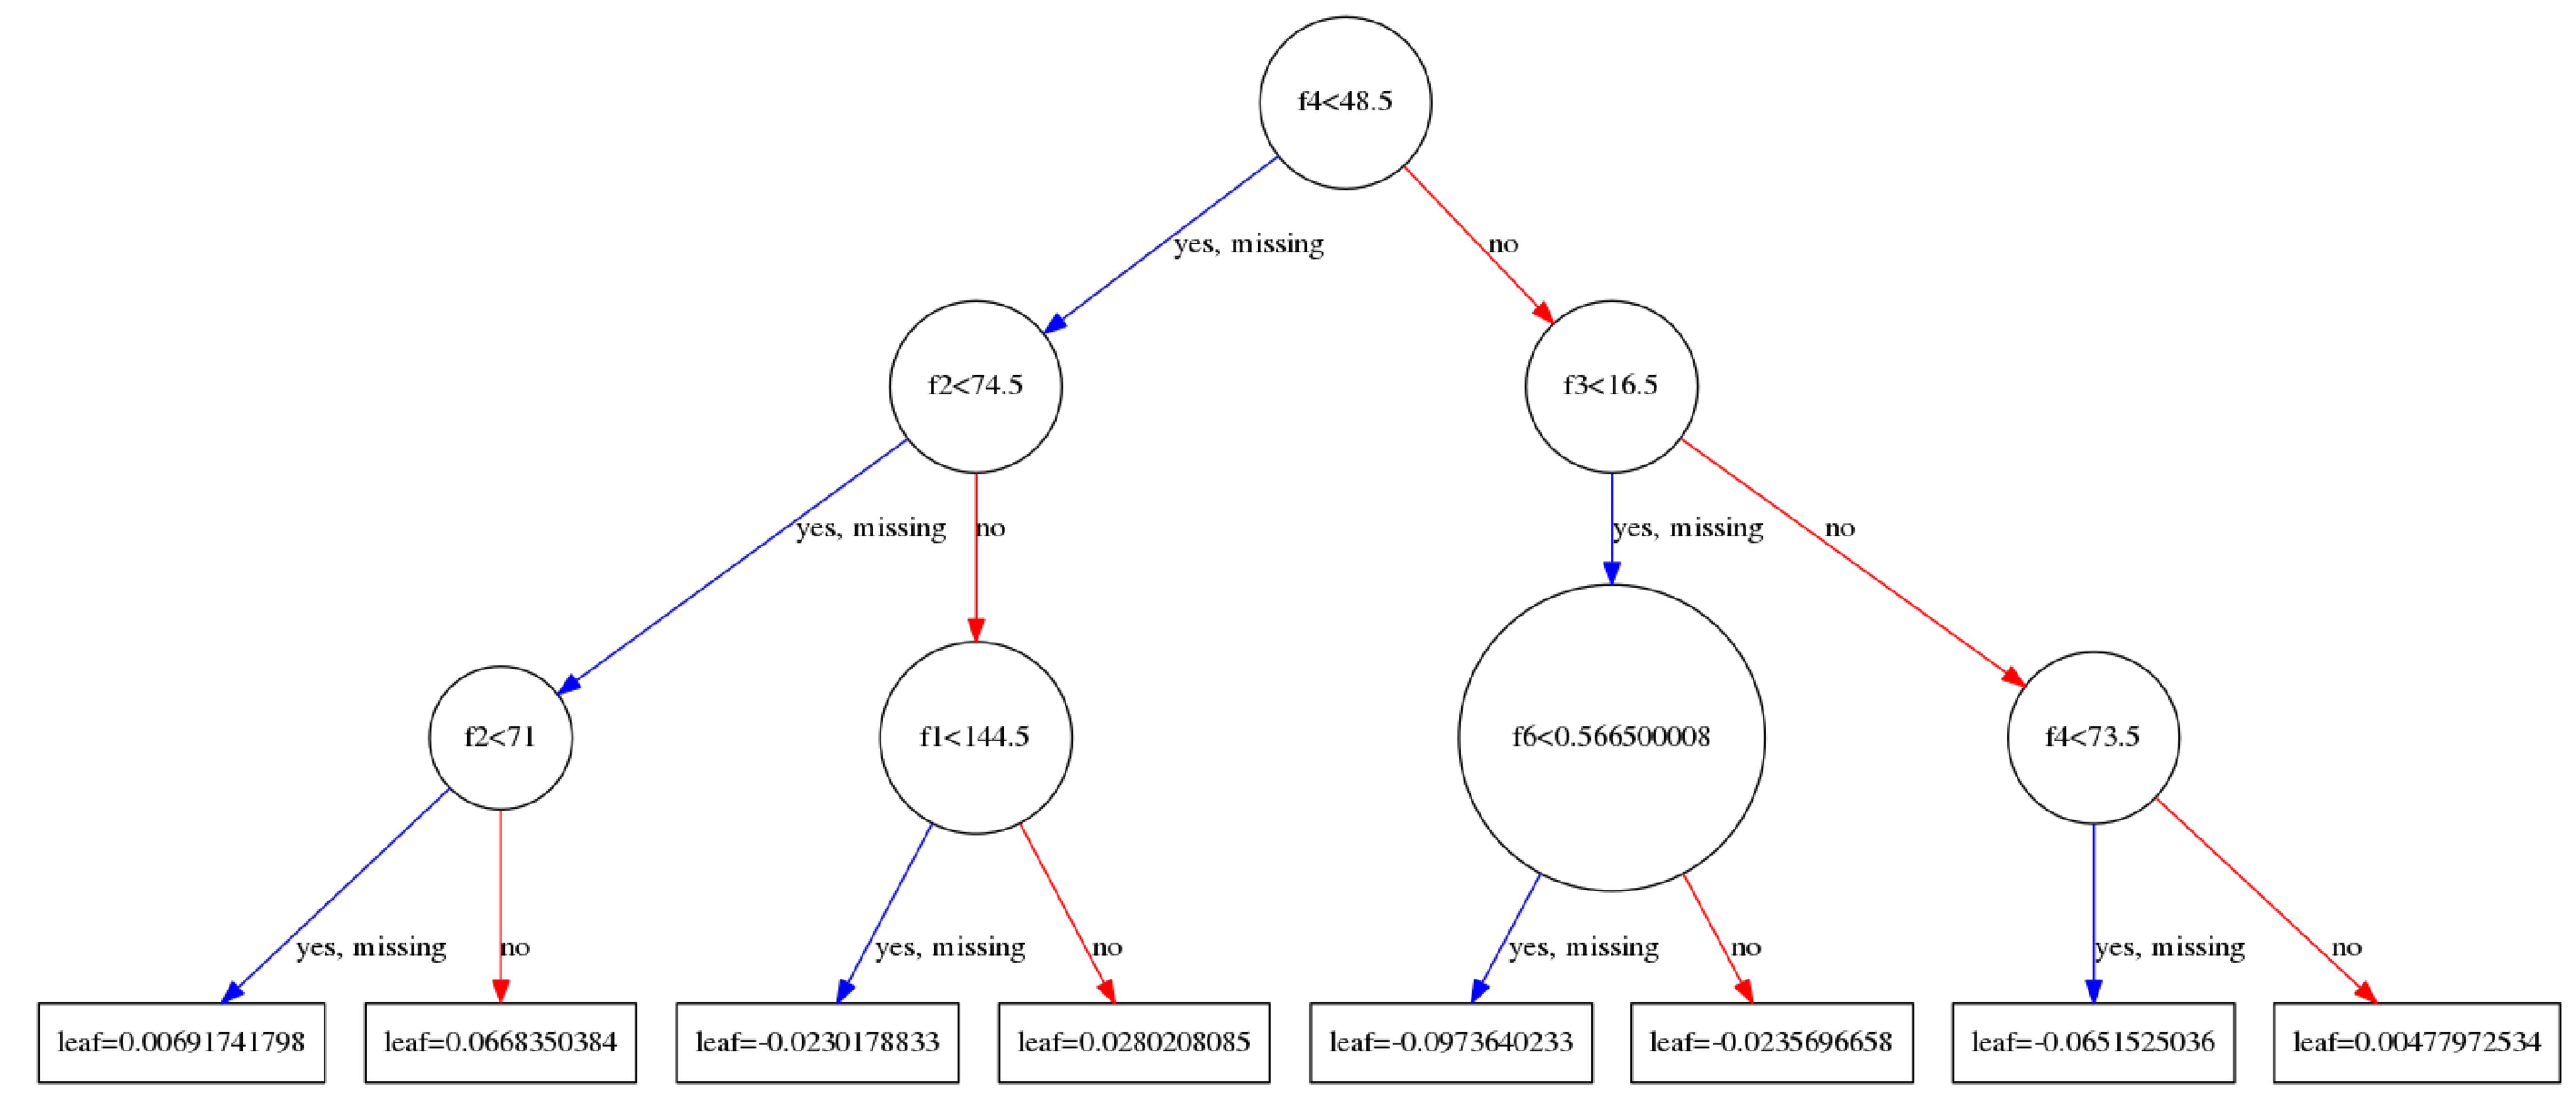 f4<48.5
yes, missing
no
f2<74.5
f3<16.5
yes, missing
no
yes, missing
no
f2<71
f1<144.5
f6<0.566500008
f4<73.5
yes, missing
no
yes, missing
no
yes, missing
no
yes, missing
no
leaf=0.00691741798
leaf=0.0668350384
leaf=-0.0230178833
leaf=0.0280208085
leaf=-0.0973640233
leaf=-0.0235696658
leaf=-0.0651525036
leaf=0.00477972534